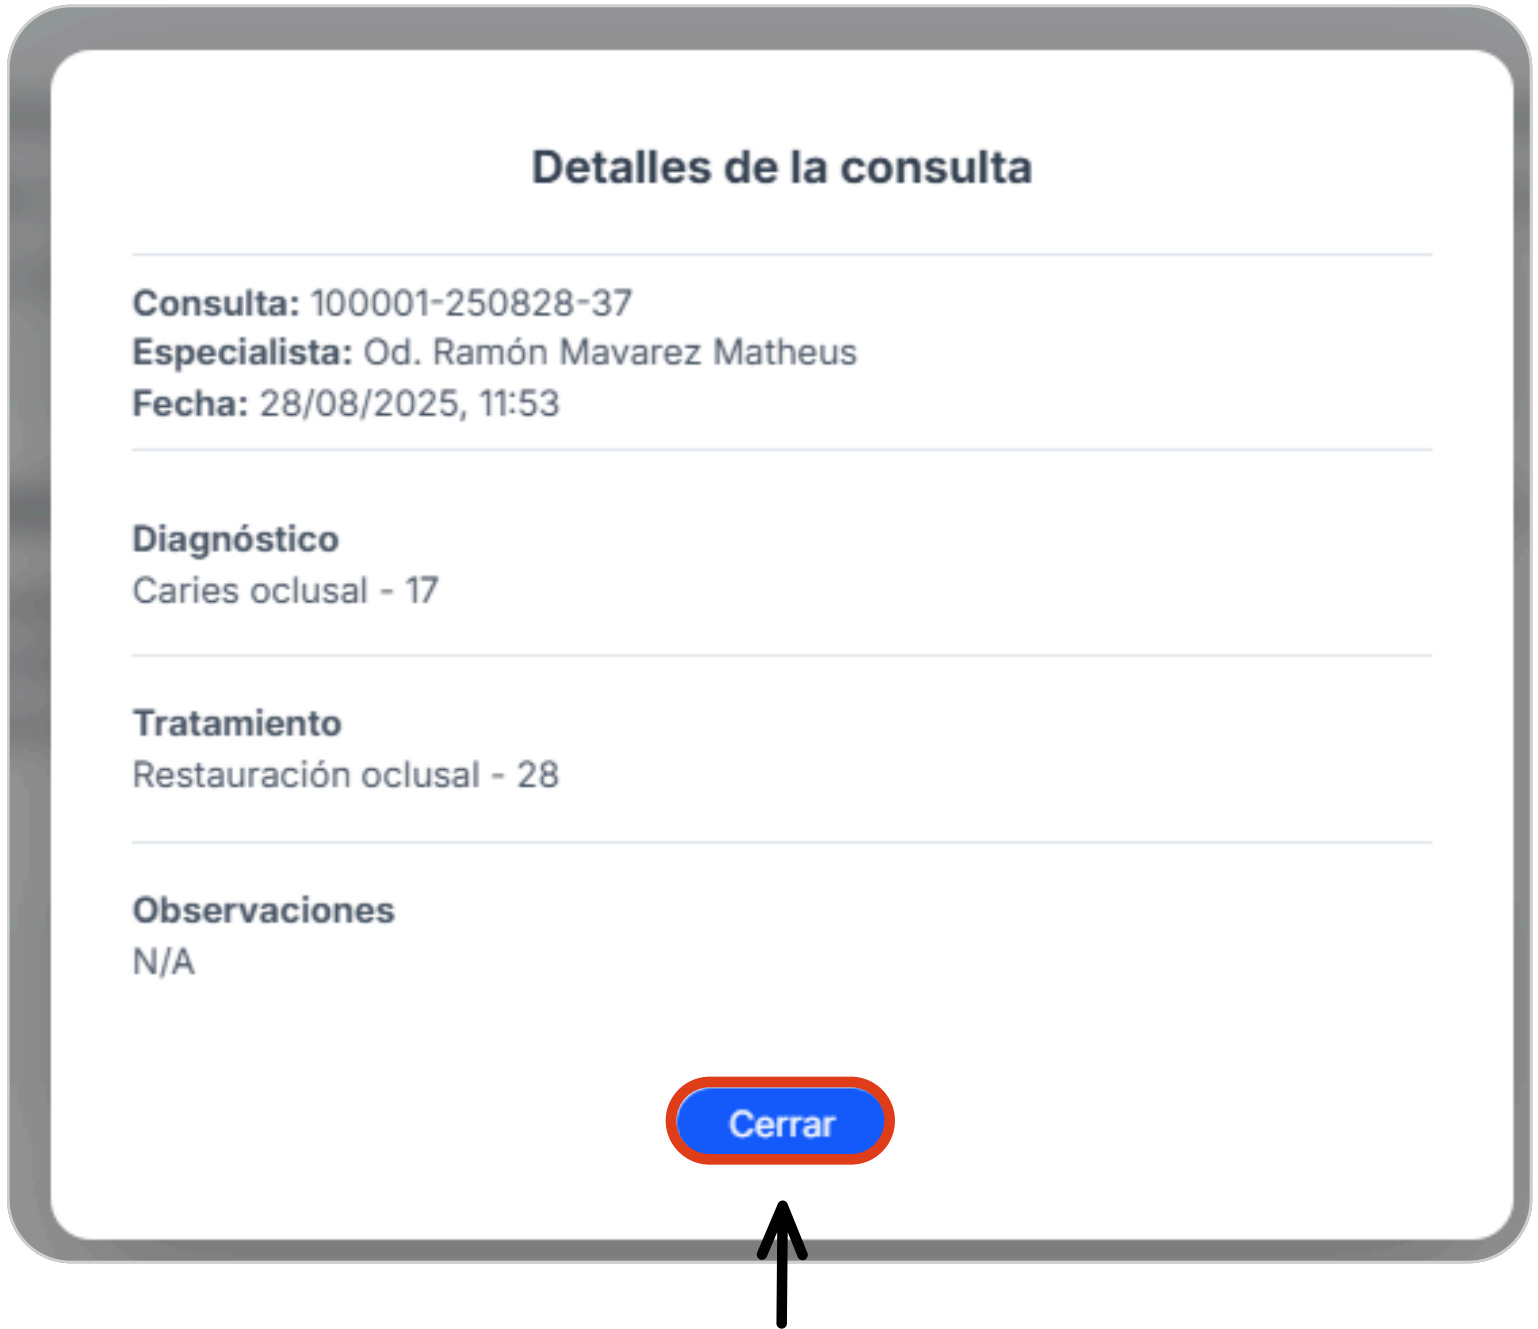 Detalles de la consulta
Consulta: 100001-250828-37
Especialista: Od. Ramón Mavarez Matheus
Fecha: 28/08/2025, 11:53
Diagnóstico
Caries oclusal - 17
Tratamiento
Restauración oclusal - 28
Observaciones
N/A
Cerrar